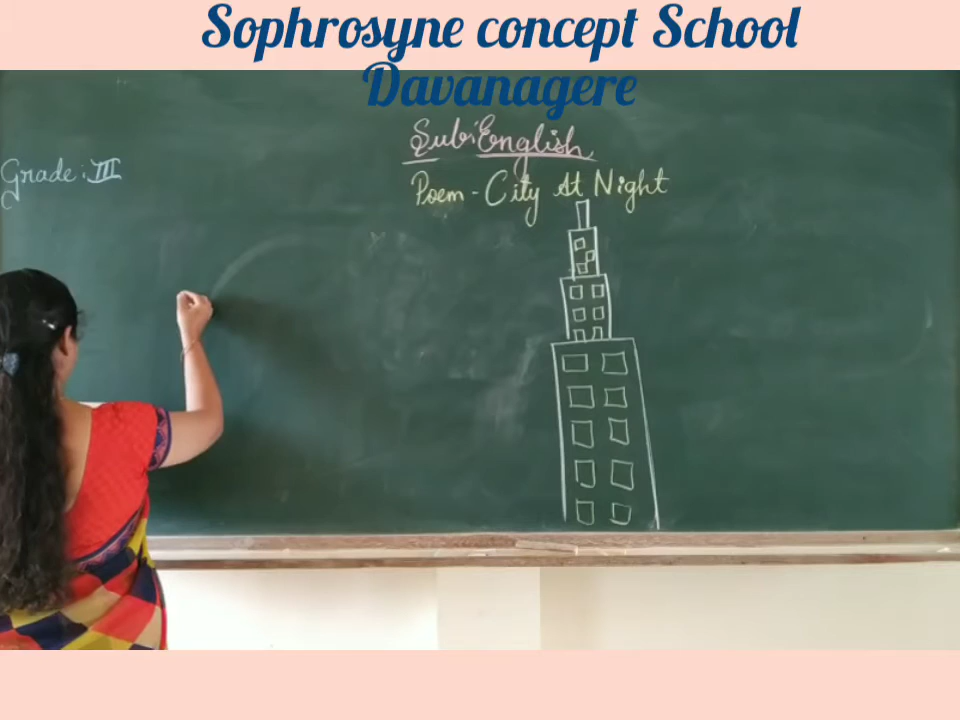 Sophrosyne concept School
Davanagere
Sub: English
Grade: III
Poem - City At Night